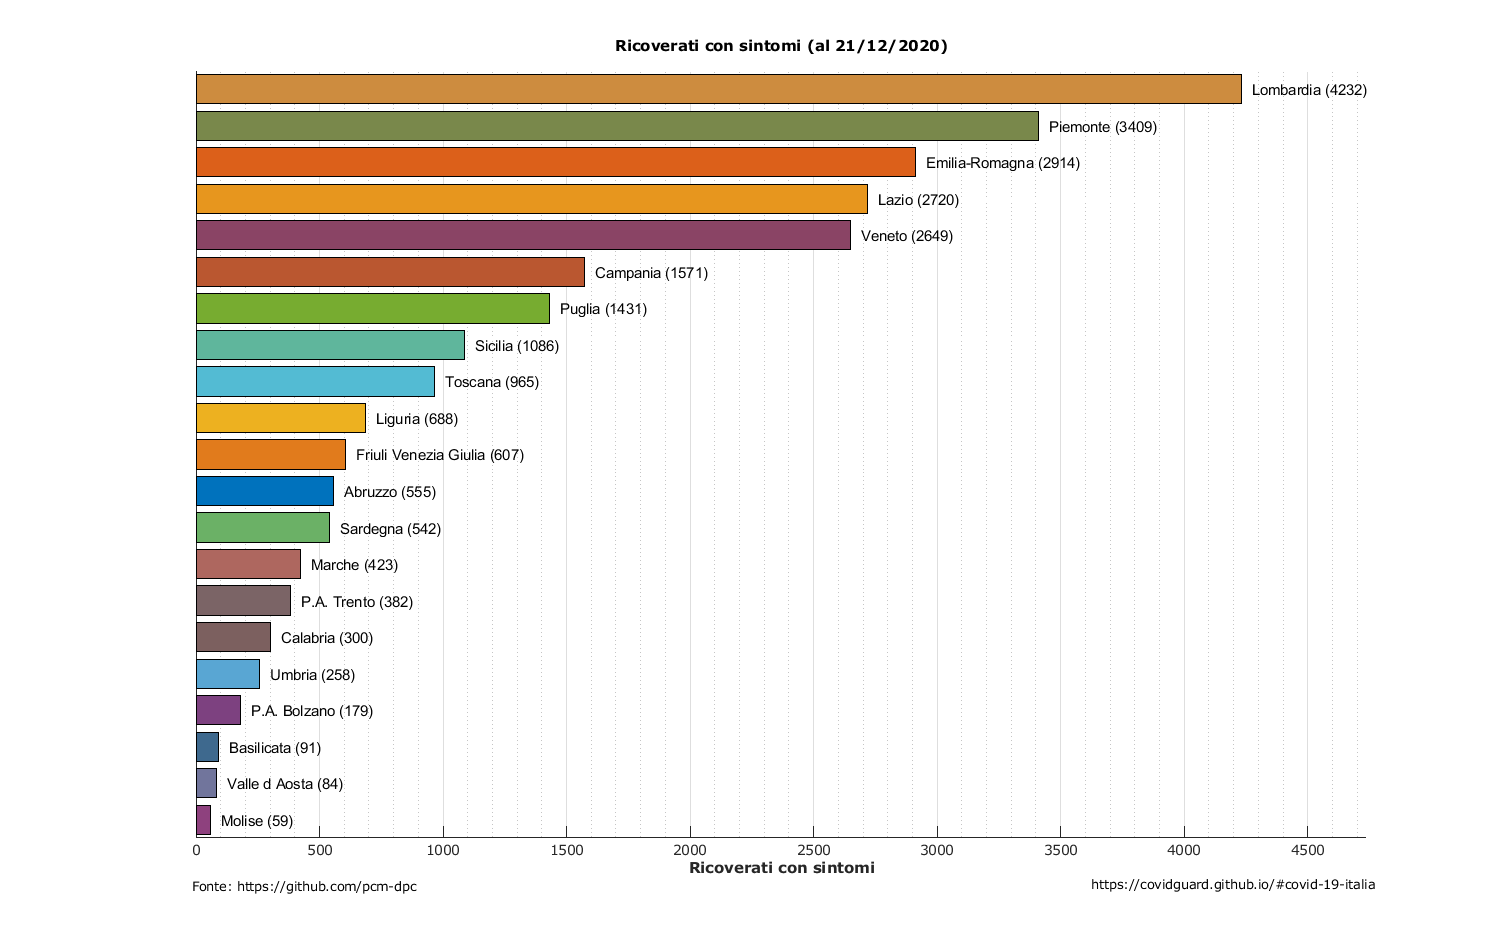 Ricoverati con sintomi (al 21/12/2020)
Lombardia (4232)
Piemonte (3409)
Emilia-Romagna (2914)
Lazio (2720)
Veneto (2649)
Campania (1571)
Puglia (1431)
Sicilia (1086)
Toscana (965)
Liguria (688)
Friuli Venezia Giulia (607)
Abruzzo (555)
Sardegna (542)
Marche (423)
P.A. Trento (382)
Calabria (300)
Umbria (258)
P.A. Bolzano (179)
Basilicata (91)
Valle d Aosta (84)
Molise (59)
0 500 1000 1500 2000 2500 3000 3500 4000 4500
Ricoverati con sintomi
Fonte: https://github.com/pcm-dpc
https://covidguard.github.io/#covid-19-italia